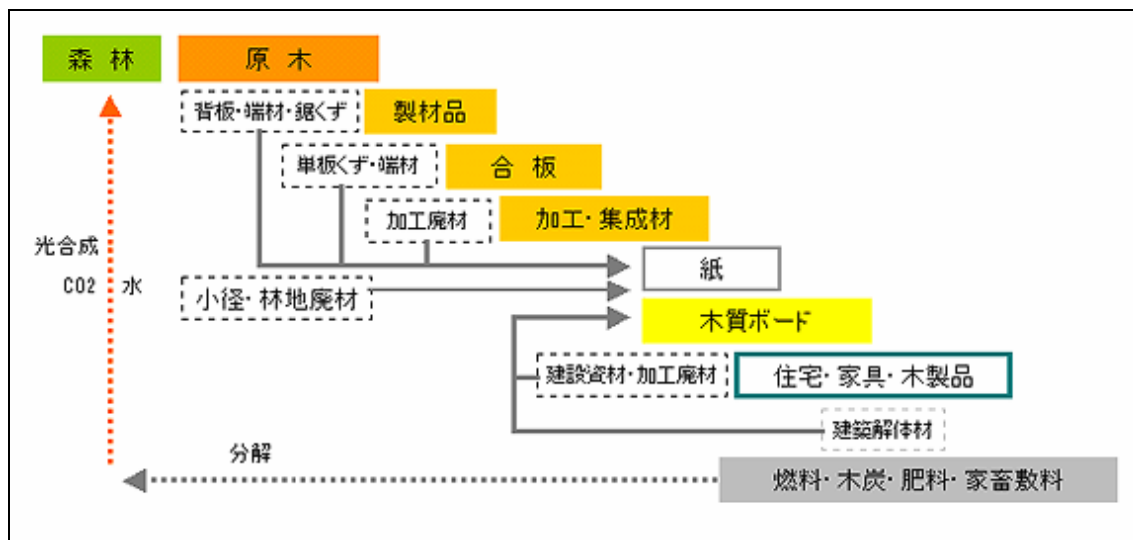 森林
原木
背板・端材・鋸くず
製材品
単板くず・端材
合板
加工廃材
加工・集成材
光合成
CO2 水
紙
小径・林地廃材
木質ボード
建設資材・加工廃材
住宅・家具・木製品
建築解体材
分解
燃料・木炭・肥料・家畜敷料